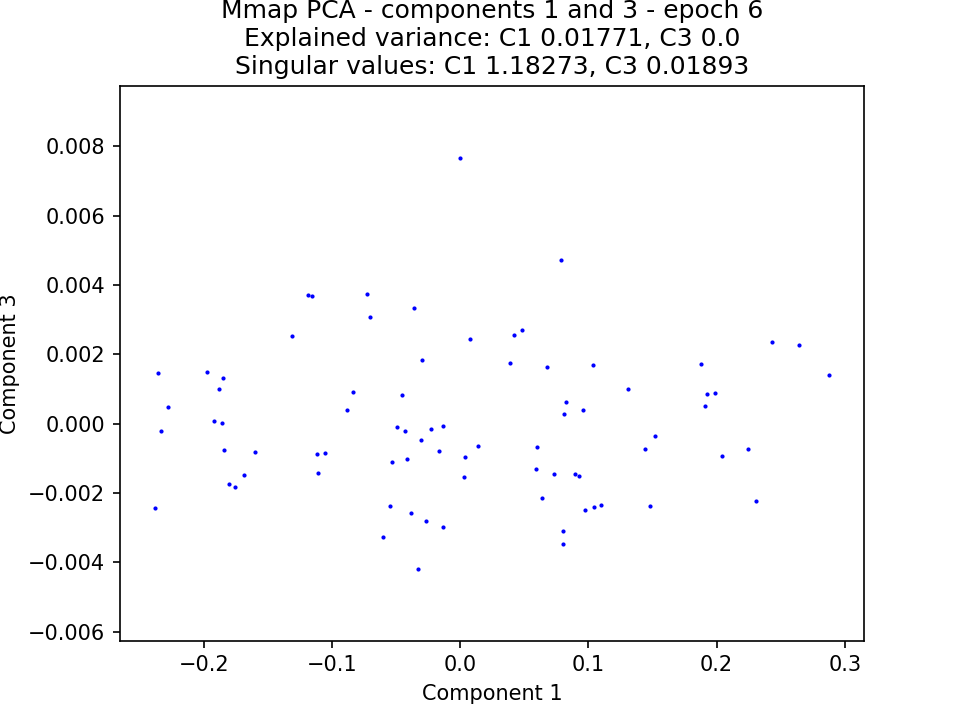 Mmap PCA - components 1 and 3 - epoch 6
Explained variance: C1 0.01771, C3 0.0
Singular values: C1 1.18273, C3 0.01893
0.008
0.006
0.004
0.002
0.000
−0.002
−0.004
−0.006
Component 3
−0.2
−0.1
0.0
0.1
0.2
0.3
Component 1